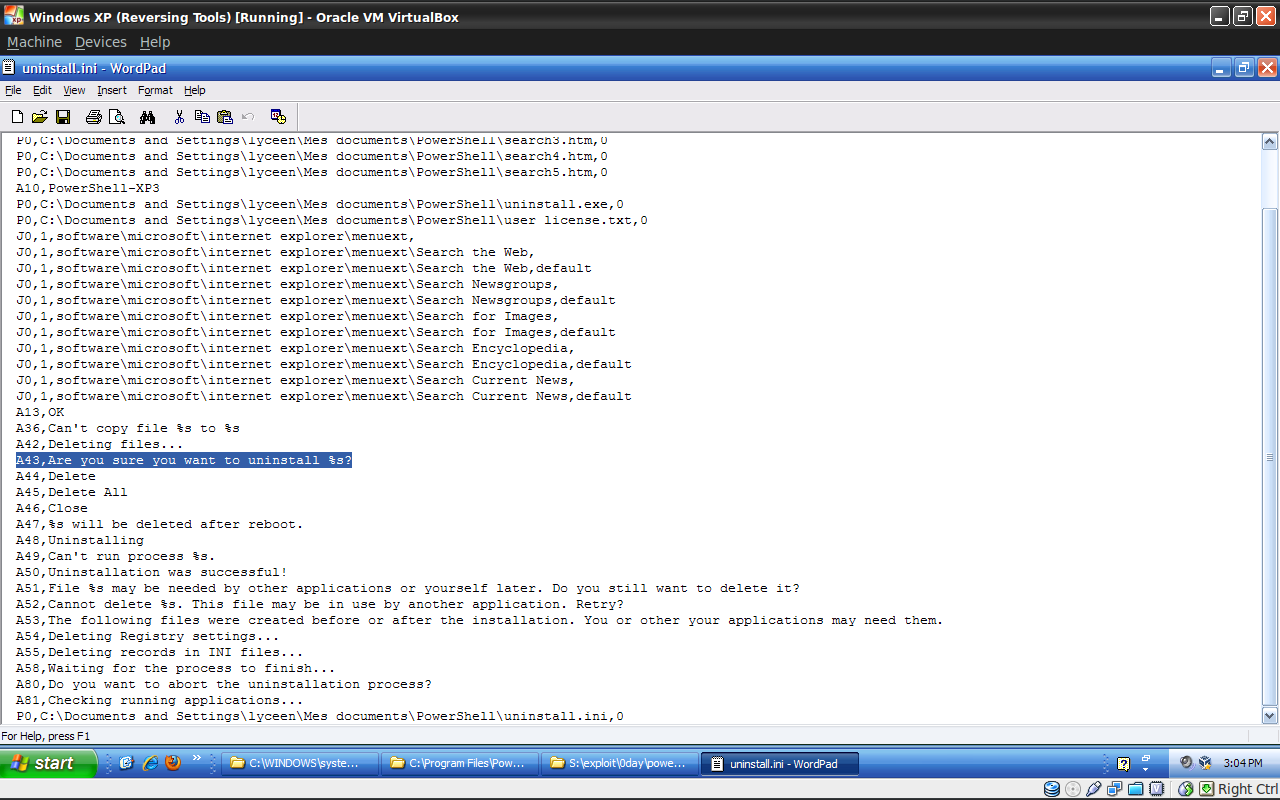 Windows XP (Reversing Tools) [Running] - Oracle VM VirtualBox
Machine Devices Help
uninstall.ini - WordPad
File Edit View Insert Format Help
P0,C:\Documents and Settings\lyceen\Mes documents\PowerShell\search3.htm,0
P0,C:\Documents and Settings\lyceen\Mes documents\PowerShell\search4.htm,0
P0,C:\Documents and Settings\lyceen\Mes documents\PowerShell\search5.htm,0
A10,PowerShell-XP3
P0,C:\Documents and Settings\lyceen\Mes documents\PowerShell\uninstall.exe,0
P0,C:\Documents and Settings\lyceen\Mes documents\PowerShell\user license.txt,0
J0,1,software\microsoft\internet explorer\menuext,
J0,1,software\microsoft\internet explorer\menuext\Search the Web,
J0,1,software\microsoft\internet explorer\menuext\Search the Web,default
J0,1,software\microsoft\internet explorer\menuext\Search Newsgroups,
J0,1,software\microsoft\internet explorer\menuext\Search Newsgroups,default
J0,1,software\microsoft\internet explorer\menuext\Search for Images,
J0,1,software\microsoft\internet explorer\menuext\Search for Images,default
J0,1,software\microsoft\internet explorer\menuext\Search Encyclopedia,
J0,1,software\microsoft\internet explorer\menuext\Search Encyclopedia,default
J0,1,software\microsoft\internet explorer\menuext\Search Current News,
J0,1,software\microsoft\internet explorer\menuext\Search Current News,default
A13,OK
A36,Can't copy file %s to %s
A42,Deleting files...
A43,Are you sure you want to uninstall %s?
A44,Delete
A45,Delete All
A46,Close
A47,%s will be deleted after reboot.
A48,Uninstalling
A49,Can't run process %s.
A50,Uninstallation was successful!
A51,File %s may be needed by other applications or yourself later. Do you still want to delete it?
A52,Cannot delete %s. This file may be in use by another application. Retry?
A53,The following files were created before or after the installation. You or other your applications may need them.
A54,Deleting Registry settings...
A55,Deleting records in INI files...
A58,Waiting for the process to finish...
A80,Do you want to abort the uninstallation process?
A81,Checking running applications...
P0,C:\Documents and Settings\lyceen\Mes documents\PowerShell\uninstall.ini,0
For Help, press F1
start C:\WINDOWS\syste... C:\Program Files\Pow... S:\exploit\0day\powe... uninstall.ini - WordPad 3:04 PM
Right Ctrl